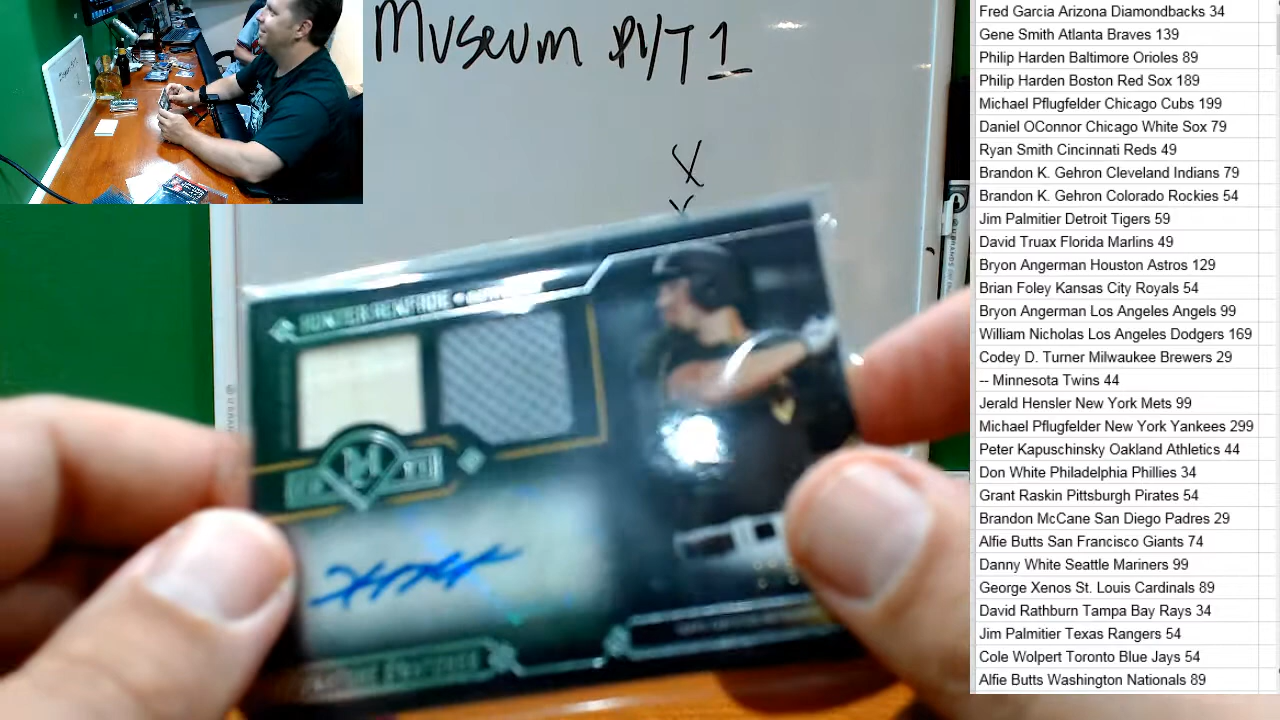 Museum PYT 1
X
X
HUNTER RENFROE
M
Fred Garcia Arizona Diamondbacks 34
Gene Smith Atlanta Braves 139
Philip Harden Baltimore Orioles 89
Philip Harden Boston Red Sox 189
Michael Pflugfelder Chicago Cubs 199
Daniel OConnor Chicago White Sox 79
Ryan Smith Cincinnati Reds 49
Brandon K. Gehron Cleveland Indians 79
Brandon K. Gehron Colorado Rockies 54
Jim Palmitier Detroit Tigers 59
David Truax Florida Marlins 49
Bryon Angerman Houston Astros 129
Brian Foley Kansas City Royals 54
Bryon Angerman Los Angeles Angels 99
William Nicholas Los Angeles Dodgers 169
Codey D. Turner Milwaukee Brewers 29
-- Minnesota Twins 44
Jerald Hensler New York Mets 99
Michael Pflugfelder New York Yankees 299
Peter Kapuschinsky Oakland Athletics 44
Don White Philadelphia Phillies 34
Grant Raskin Pittsburgh Pirates 54
Brandon McCane San Diego Padres 29
Alfie Butts San Francisco Giants 74
Danny White Seattle Mariners 99
George Xenos St. Louis Cardinals 89
David Rathburn Tampa Bay Rays 34
Jim Palmitier Texas Rangers 54
Cole Wolpert Toronto Blue Jays 54
Alfie Butts Washington Nationals 89